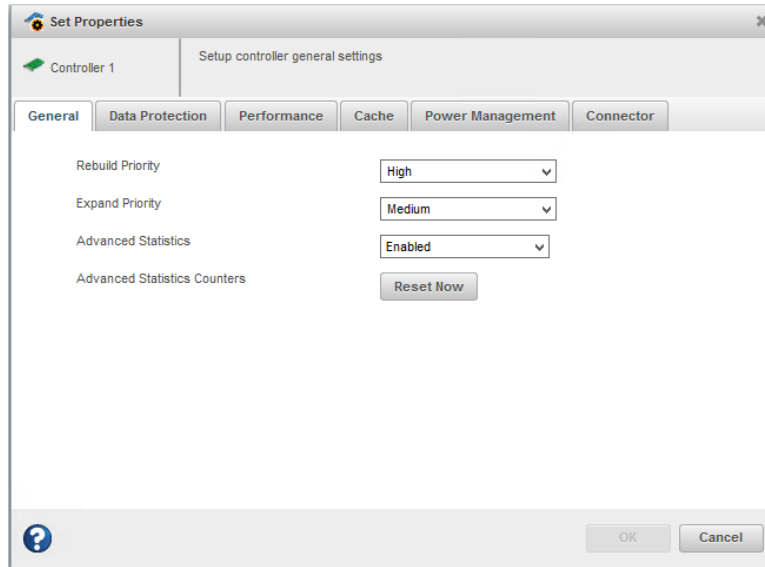 Set Properties
Controller 1
Setup controller general settings
General Data Protection Performance Cache Power Management Connector
Rebuild Priority High
Expand Priority Medium
Advanced Statistics Enabled
Advanced Statistics Counters Reset Now
? OK Cancel